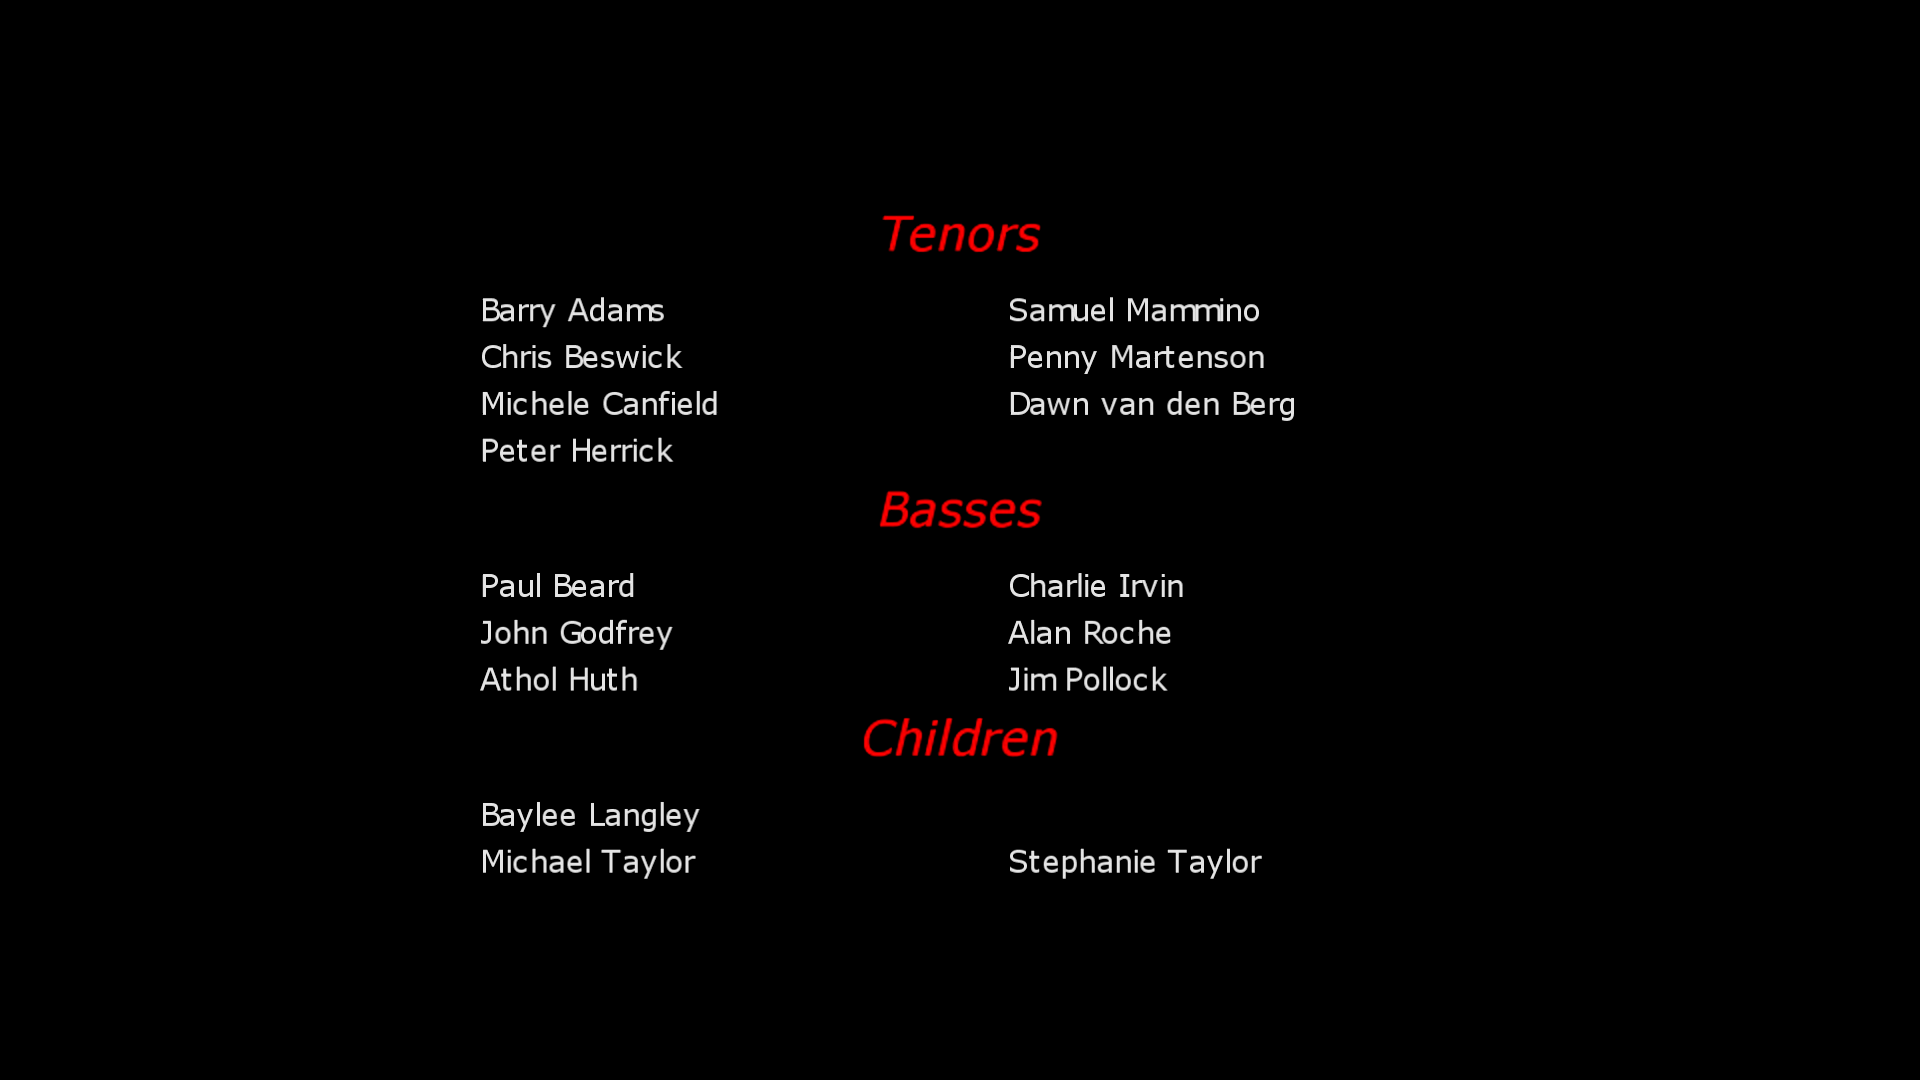 Tenors
Barry Adams Samuel Mammino
Chris Beswick Penny Martenson
Michele Canfield Dawn van den Berg
Peter Herrick
Basses
Paul Beard Charlie Irvin
John Godfrey Alan Roche
Athol Huth Jim Pollock
Children
Baylee Langley
Michael Taylor Stephanie Taylor